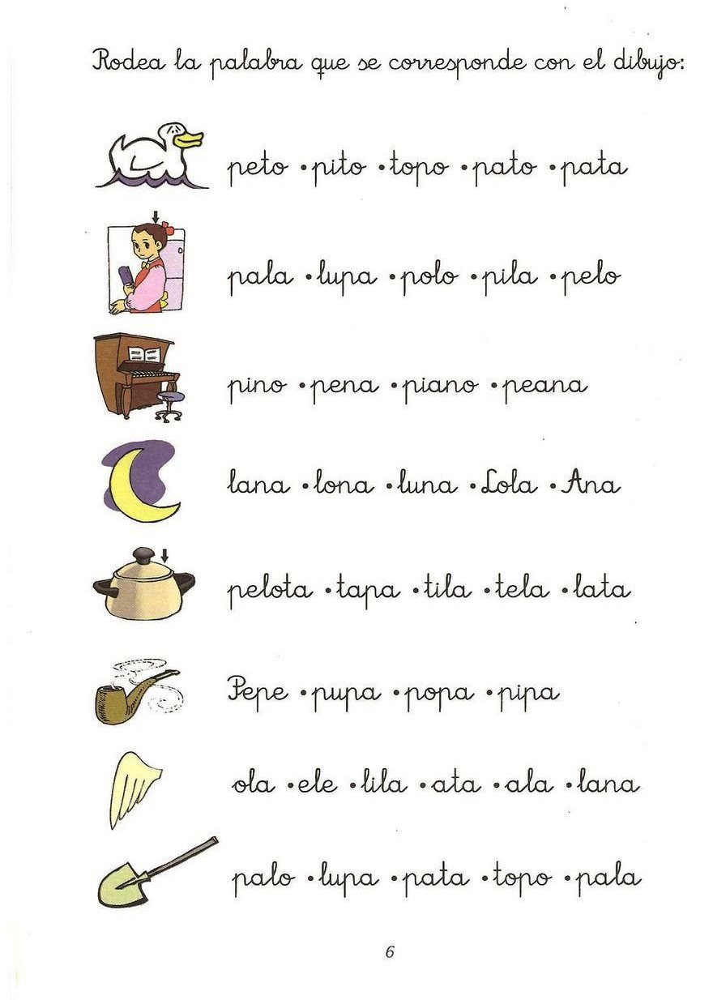 Rodea la palabra que se corresponde con el dibujo:
peto • pito • topo • pato • pata
pala • lupa • polo • pila • pelo
pino • pena • piano • peana
lana • lona • luna • Lola • Ana
pelota • tapa • tila • tela • lata
Pepe • pupa • popa • pipa
ola • ele • lila • ata • ala • lana
palo • lupa • pata • topo • pala
6